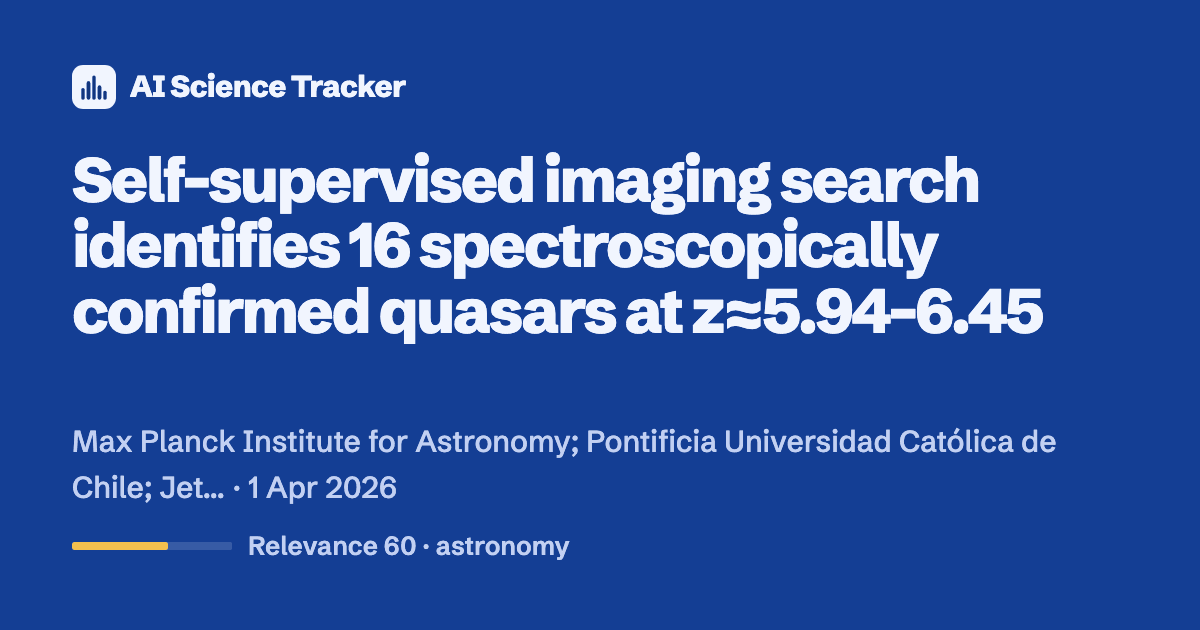 AI Science Tracker
Self-supervised imaging search
identifies 16 spectroscopically
confirmed quasars at z≈5.94–6.45
Max Planck Institute for Astronomy; Pontificia Universidad Católica de
Chile; Jet... · 1 Apr 2026
Relevance 60 · astronomy